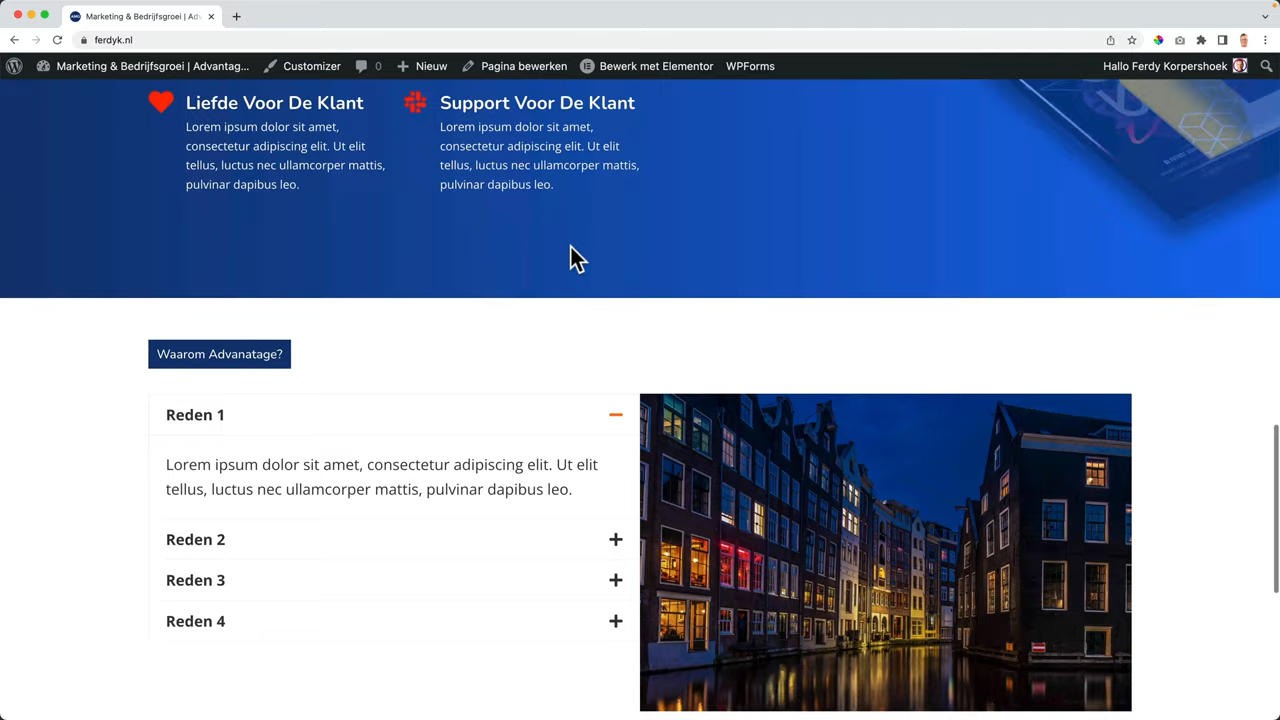 Marketing & Bedrijfsgroei | Adv
ferdyk.nl
Marketing & Bedrijfsgroei | Advantag...
Customizer
0
Nieuw
Pagina bewerken
Bewerk met Elementor
WPForms
Hallo Ferdy Korpershoek
Liefde Voor De Klant
Lorem ipsum dolor sit amet,
consectetur adipiscing elit. Ut elit
tellus, luctus nec ullamcorper mattis,
pulvinar dapibus leo.
Support Voor De Klant
Lorem ipsum dolor sit amet,
consectetur adipiscing elit. Ut elit
tellus, luctus nec ullamcorper mattis,
pulvinar dapibus leo.
Waarom Advanatage?
Reden 1
Lorem ipsum dolor sit amet, consectetur adipiscing elit. Ut elit
tellus, luctus nec ullamcorper mattis, pulvinar dapibus leo.
Reden 2
Reden 3
Reden 4